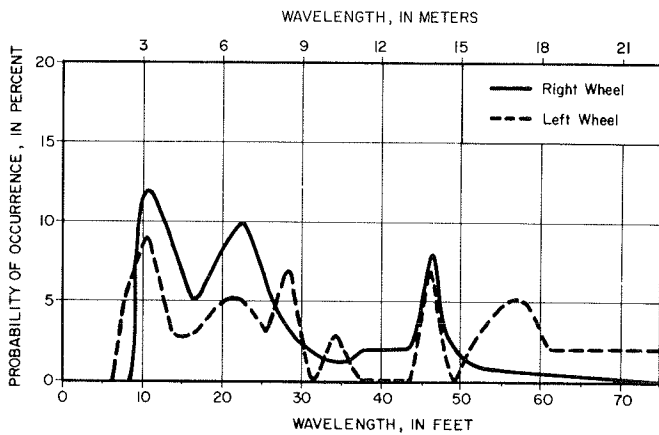 WAVELENGTH, IN METERS
3 6 9 12 15 18 21
PROBABILITY OF OCCURRENCE, IN PERCENT
20
15
10
5
0
Right Wheel
Left Wheel
0 10 20 30 40 50 60 70
WAVELENGTH, IN FEET